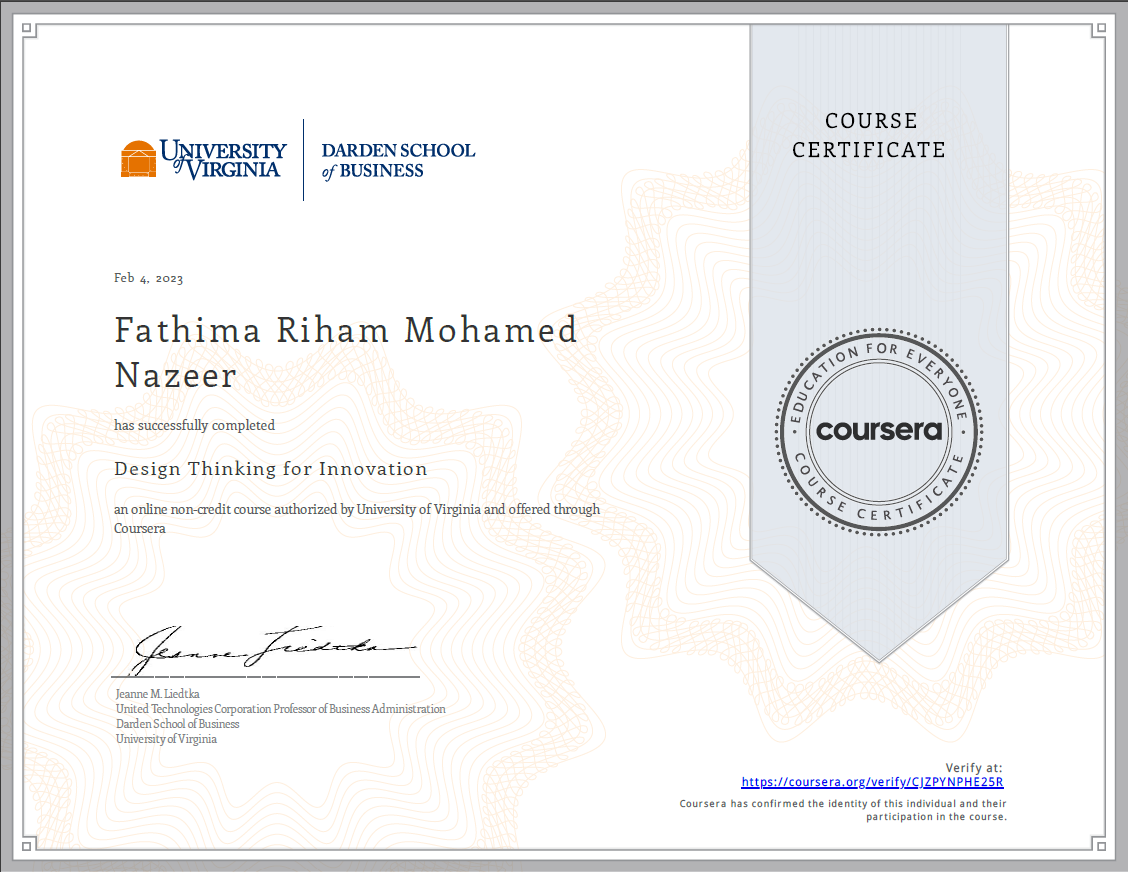 UNIVERSITY
of VIRGINIA
DARDEN SCHOOL
of BUSINESS
COURSE
CERTIFICATE
Feb 4, 2023
Fathima Riham Mohamed
Nazeer
has successfully completed
Design Thinking for Innovation
an online non-credit course authorized by University of Virginia and offered through
Coursera
EDUCATION FOR EVERYONE
coursera
COURSE CERTIFICATE
Jeanne Liedtka
Jeanne M. Liedtka
United Technologies Corporation Professor of Business Administration
Darden School of Business
University of Virginia
Verify at:
https://coursera.org/verify/CJZPYNPHE25R
Coursera has confirmed the identity of this individual and their
participation in the course.